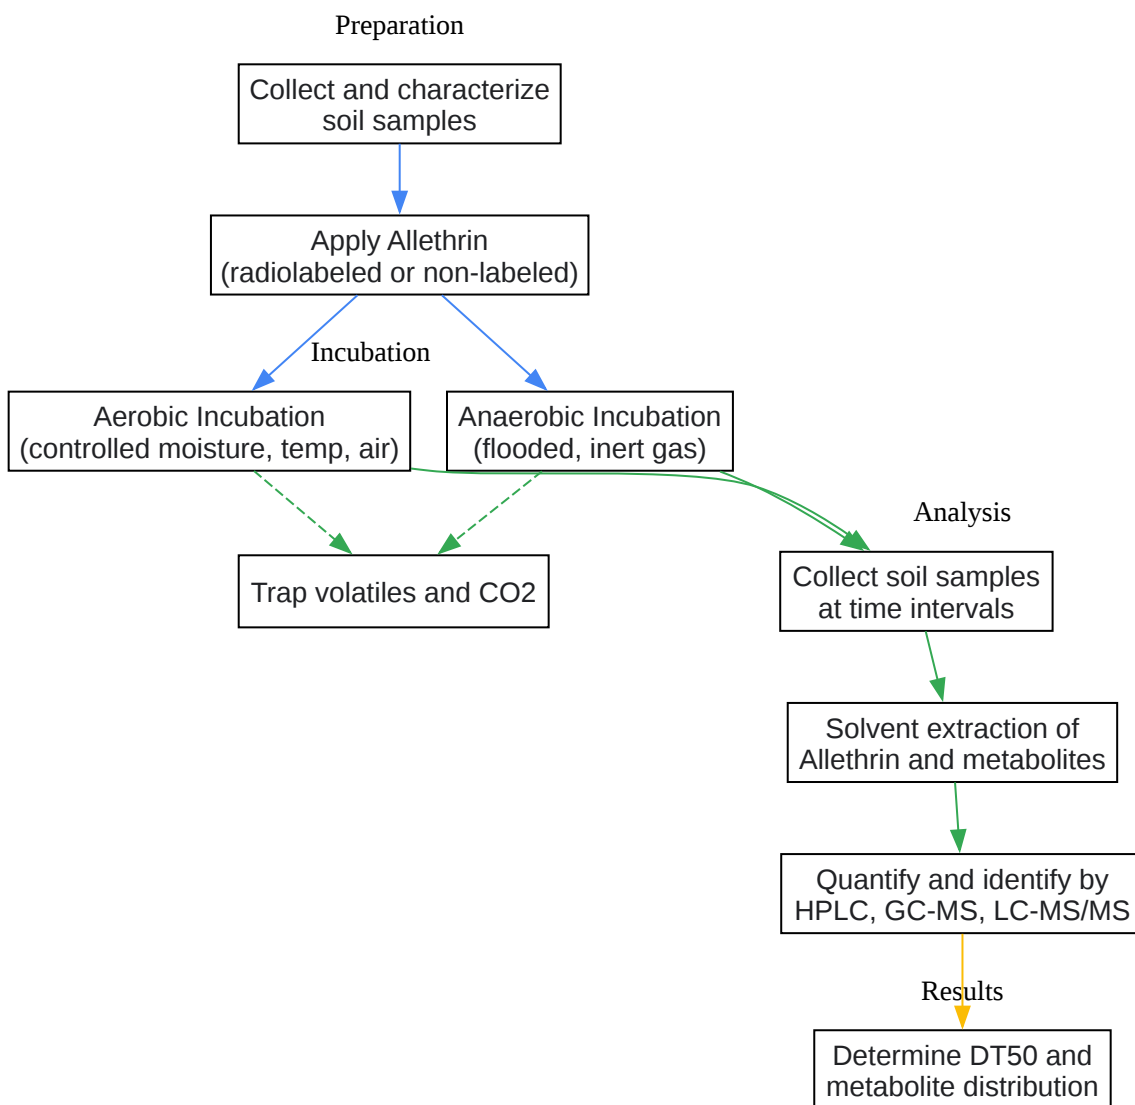 Preparation
Collect and characterize
soil samples
Apply Allethrin
(radiolabeled or non-labeled)
Incubation
Aerobic Incubation
(controlled moisture, temp, air)
Anaerobic Incubation
(flooded, inert gas)
Trap volatiles and CO2
Analysis
Collect soil samples
at time intervals
Solvent extraction of
Allethrin and metabolites
Quantify and identify by
HPLC, GC-MS, LC-MS/MS
Results
Determine DT50 and
metabolite distribution